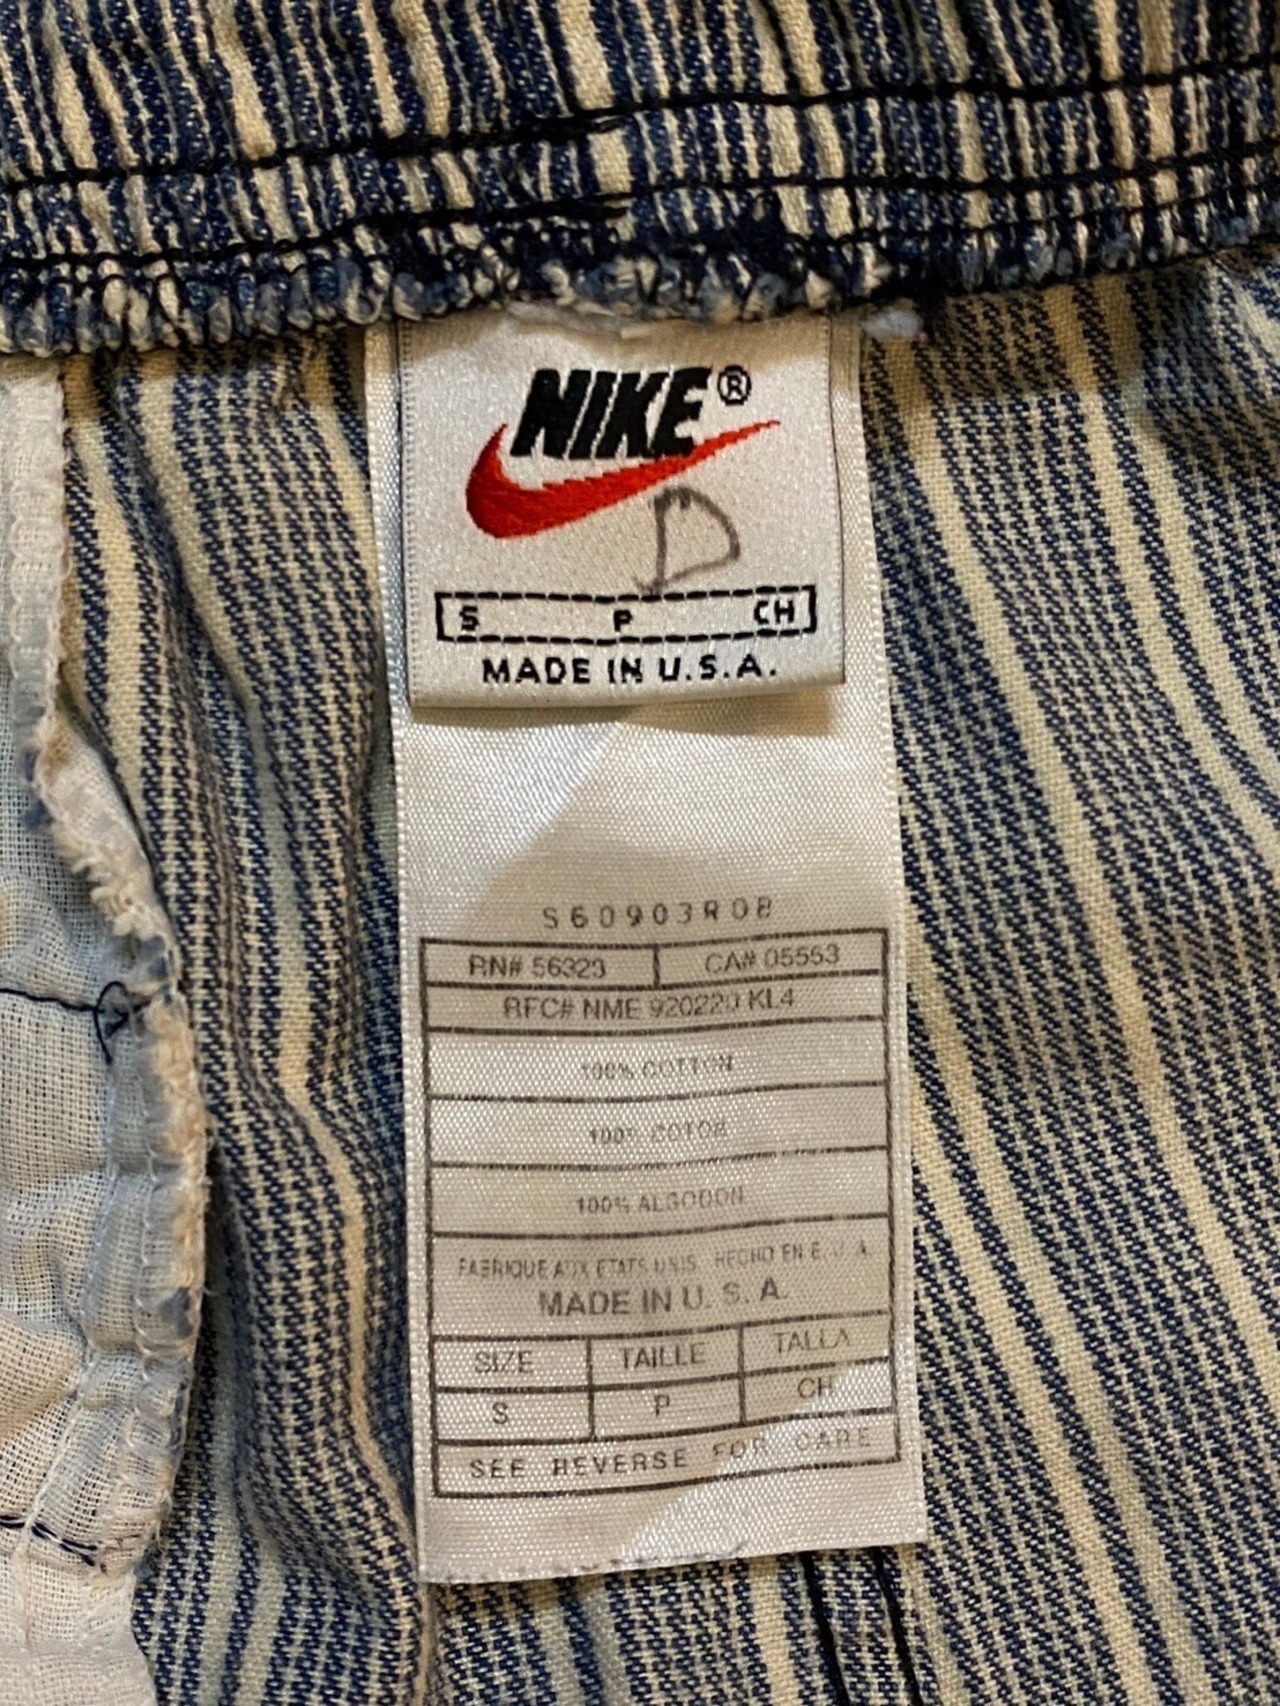 NIKE®
D
S P CH
MADE IN U.S.A.
S60903R08
RN# 56323 CA# 05553
RFC# NME 920220 KL4
100% COTTON
100% COTON
100% ALGODON
FABRIQUE AUX ETATS UNIS HECHO EN E. U. A.
MADE IN U. S. A.
SIZE TAILLE TALLA
S P CH
SEE REVERSE FOR CARE